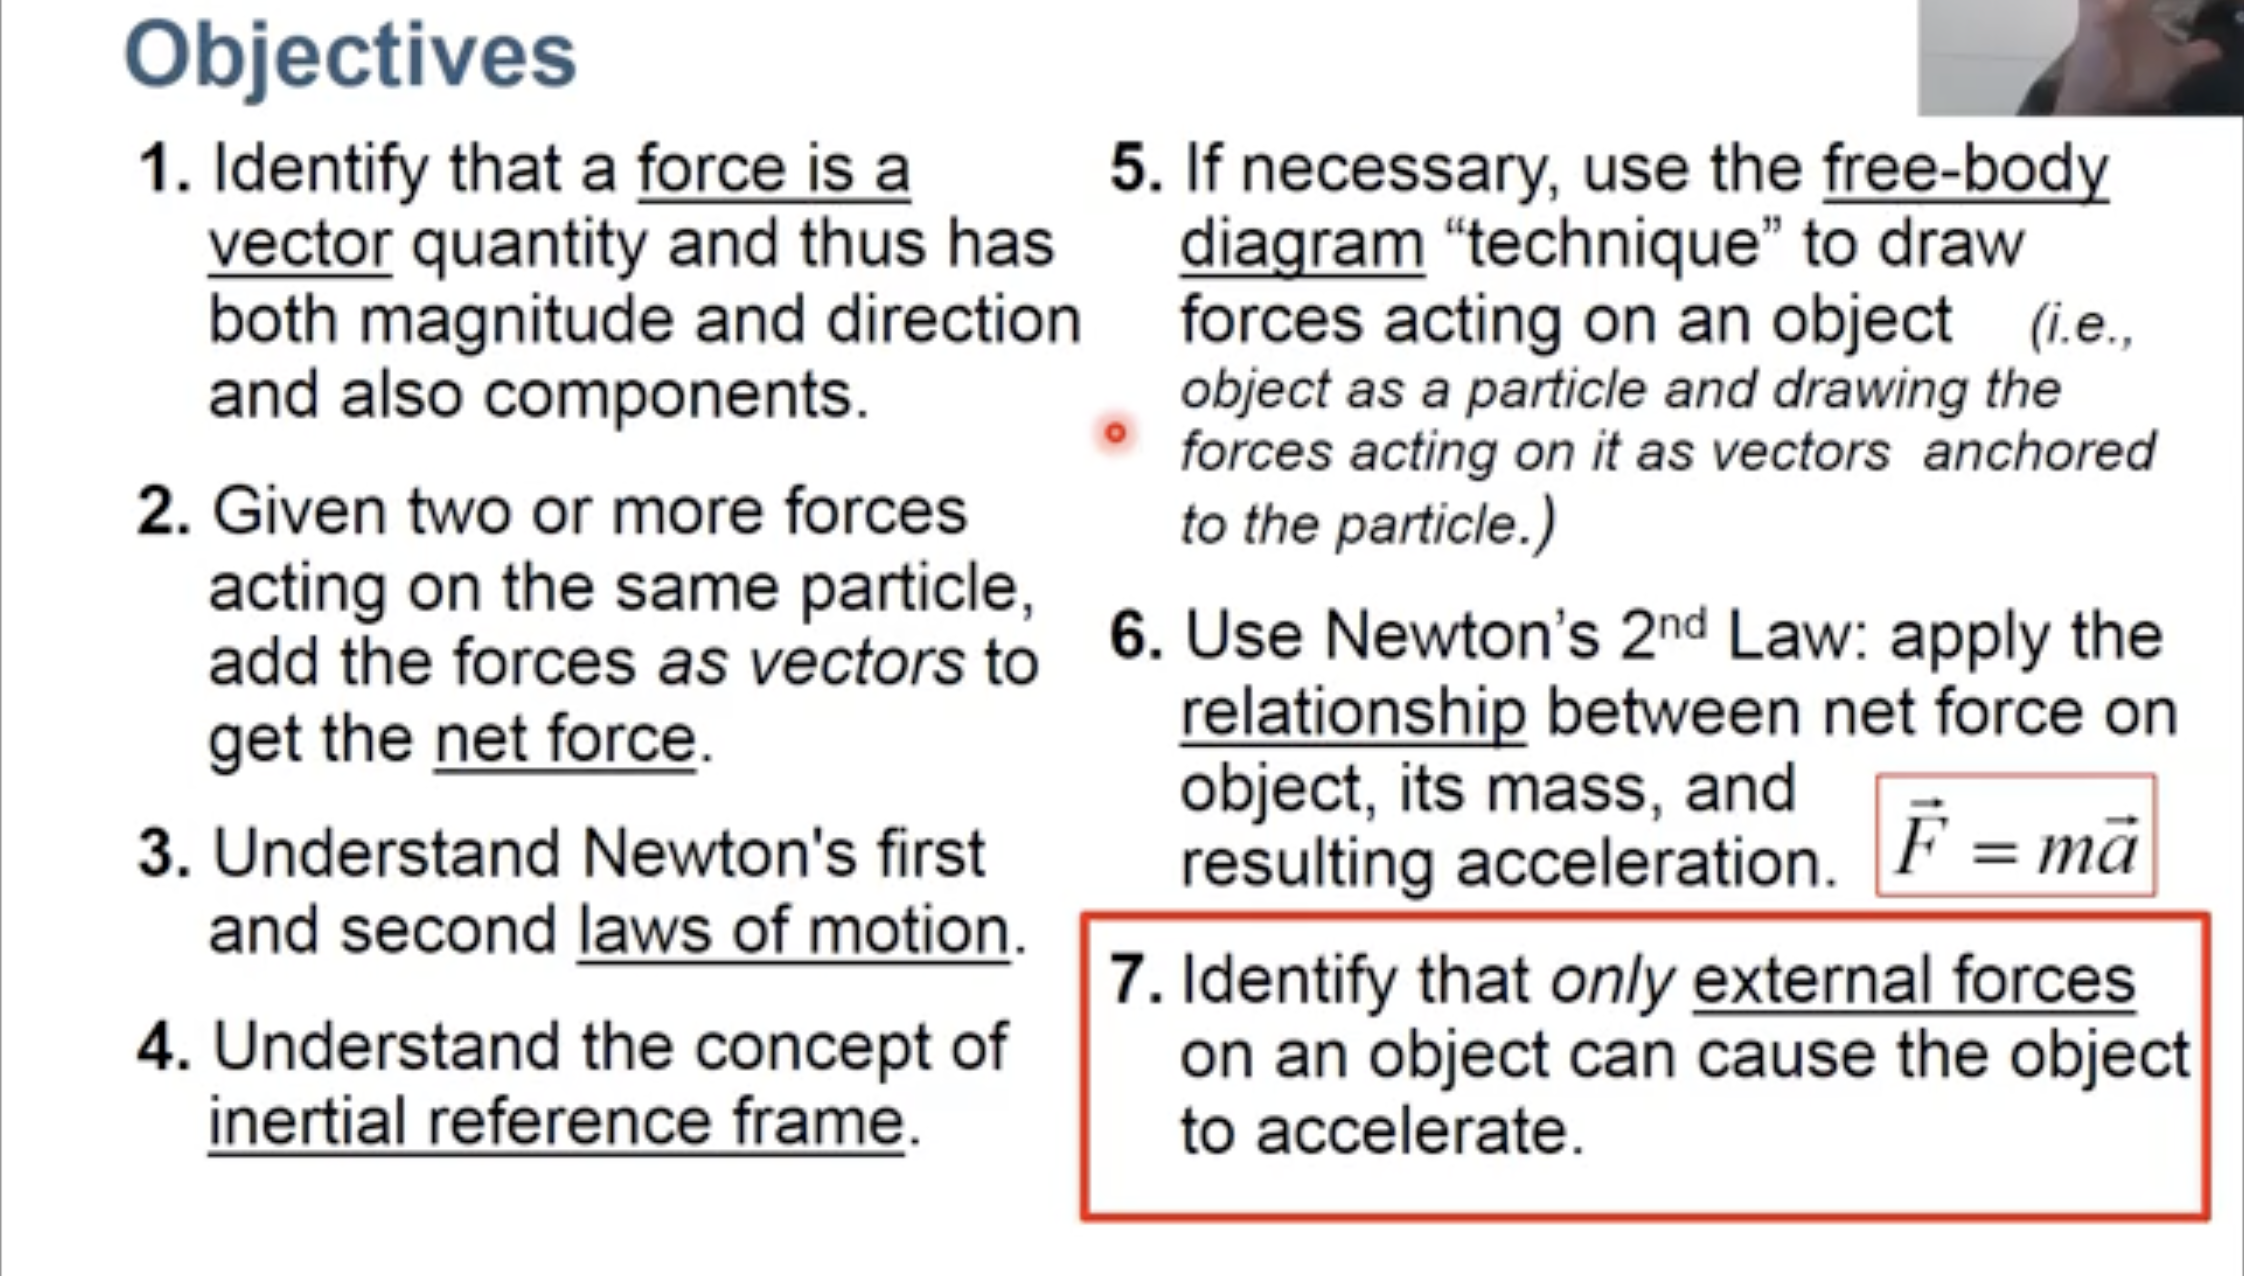 Objectives
1. Identify that a force is a
vector quantity and thus has
both magnitude and direction
and also components.
2. Given two or more forces
acting on the same particle,
add the forces as vectors to
get the net force.
3. Understand Newton's first
and second laws of motion.
4. Understand the concept of
inertial reference frame.
5. If necessary, use the free-body
diagram “technique” to draw
forces acting on an object (i.e.,
object as a particle and drawing the
forces acting on it as vectors anchored
to the particle.)
6. Use Newton’s 2nd Law: apply the
relationship between net force on
object, its mass, and
resulting acceleration.
F⃗ = ma⃗
7. Identify that only external forces
on an object can cause the object
to accelerate.